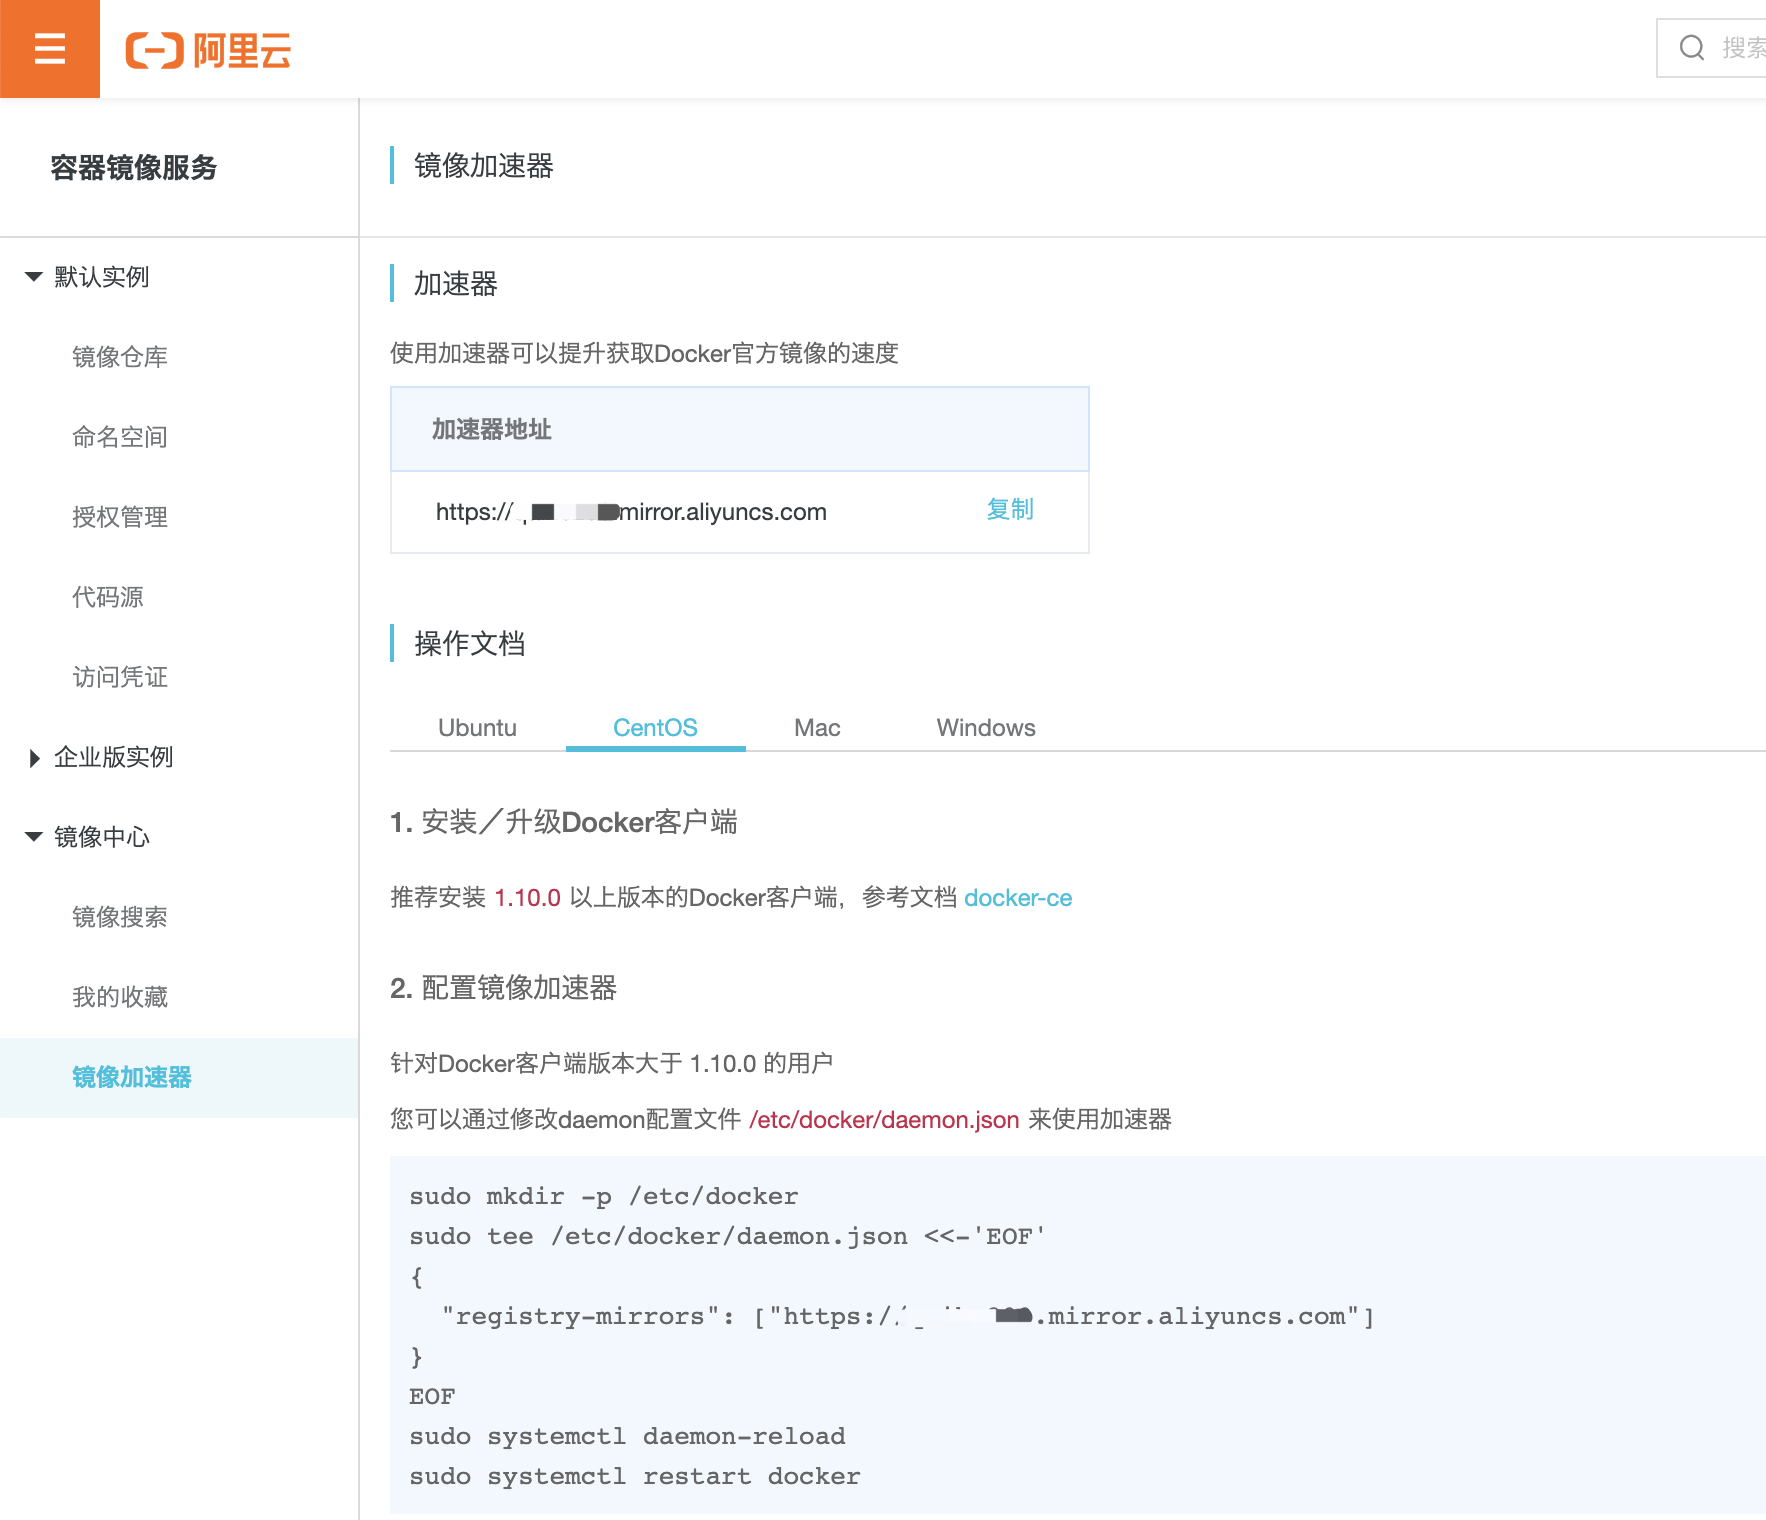 阿里云
搜索
容器镜像服务
默认实例
镜像仓库
命名空间
授权管理
代码源
访问凭证
企业版实例
镜像中心
镜像搜索
我的收藏
镜像加速器
镜像加速器
加速器
使用加速器可以提升获取Docker官方镜像的速度
加速器地址
https:// mirror.aliyuncs.com 复制
操作文档
Ubuntu CentOS Mac Windows
1. 安装／升级Docker客户端
推荐安装 1.10.0 以上版本的Docker客户端，参考文档 docker-ce
2. 配置镜像加速器
针对Docker客户端版本大于 1.10.0 的用户
您可以通过修改daemon配置文件 /etc/docker/daemon.json 来使用加速器
sudo mkdir -p /etc/docker
sudo tee /etc/docker/daemon.json <<-'EOF'
{
"registry-mirrors": ["https:// .mirror.aliyuncs.com"]
}
EOF
sudo systemctl daemon-reload
sudo systemctl restart docker